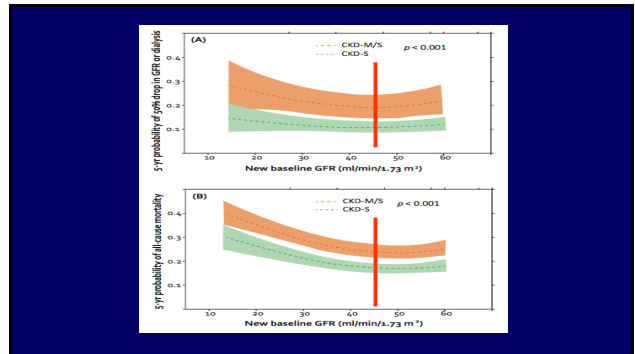 (A)
CKD-M/S
CKD-S
p < 0.001
5-yr probability of 50% drop in GFR or dialysis
0.4
0.3
0.2
0.1
10 20 30 40 50 60
New baseline GFR (ml/min/1.73 m²)
(B)
CKD-M/S
CKD-S
p < 0.001
5-yr probability of all-cause mortality
0.4
0.3
0.2
0.1
10 20 30 40 50 60
New baseline GFR (ml/min/1.73 m²)